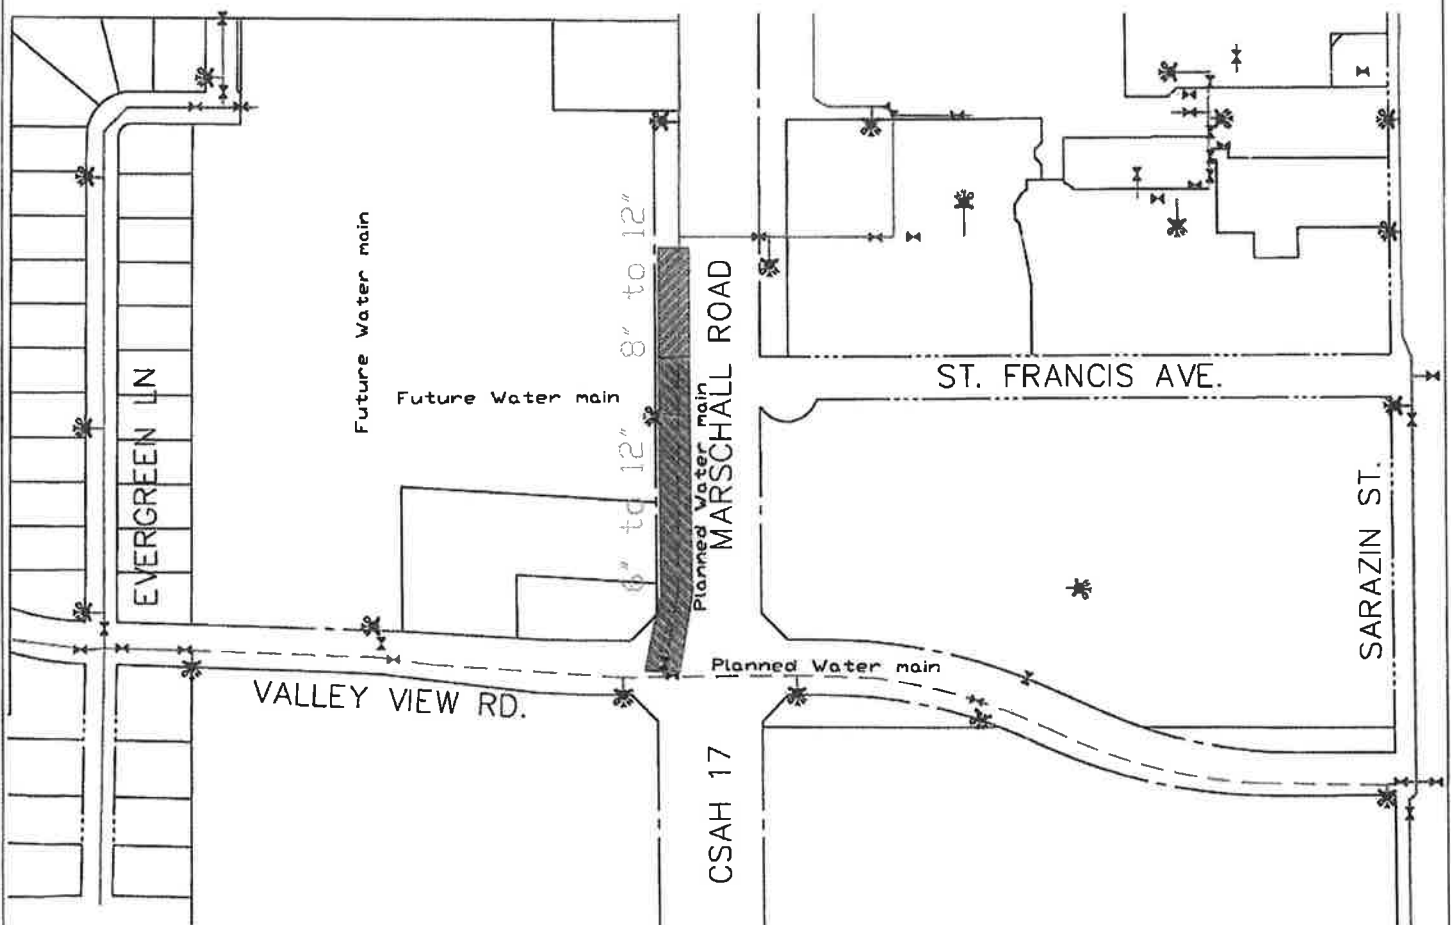 Future Water main
Future Water main
8" to 12"
6" to 12"
Planned Water main
MARSCHALL ROAD
ST. FRANCIS AVE.
EVERGREEN LN
SARAZIN ST.
Planned Water main
VALLEY VIEW RD.
CSAH 17